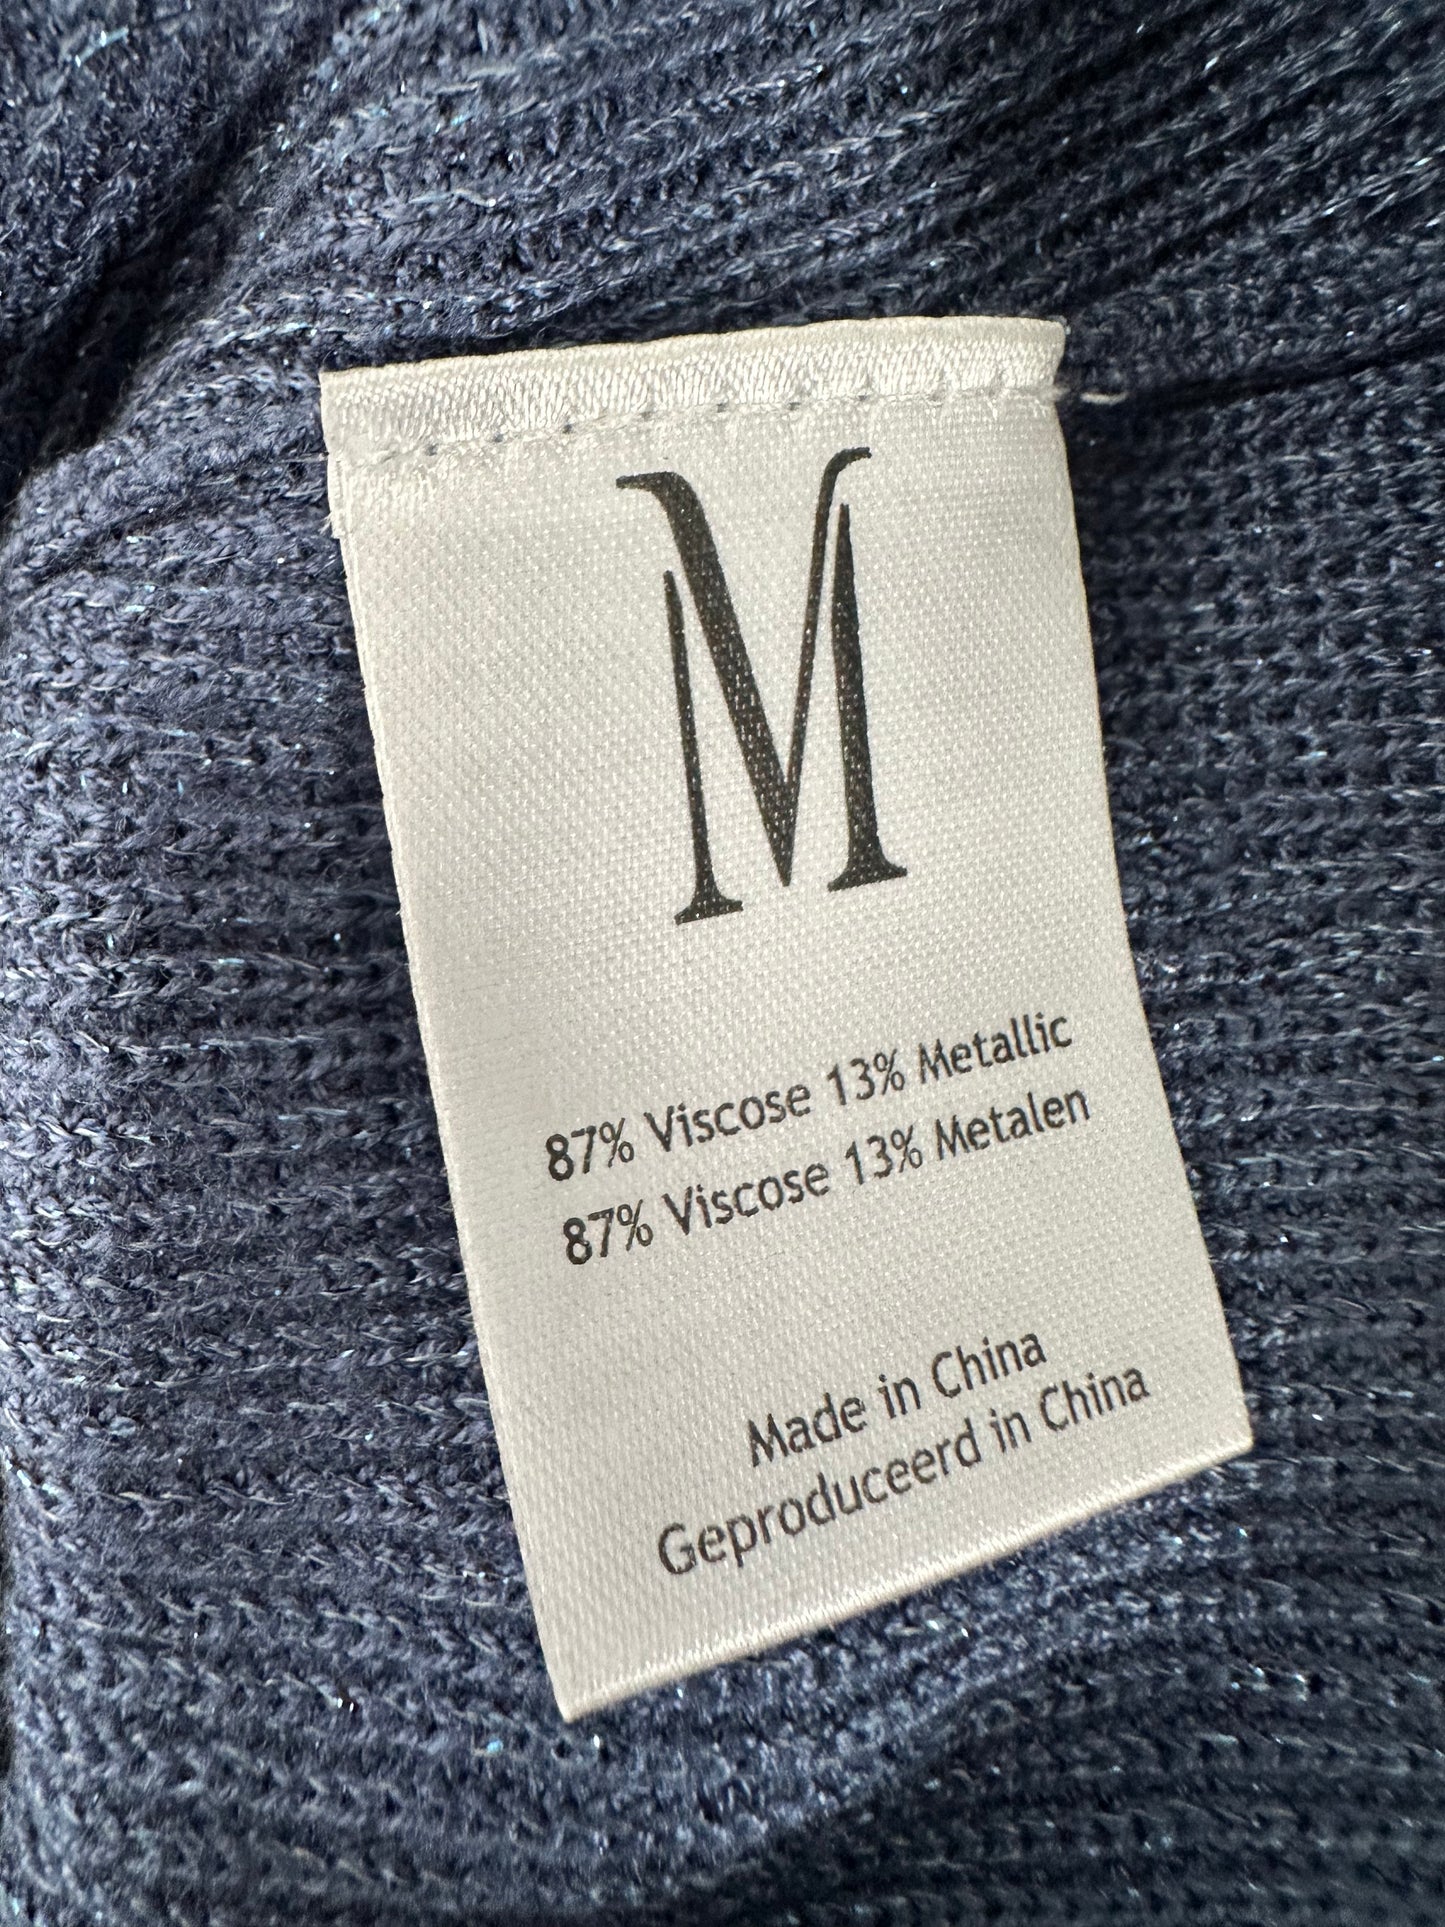 M
87% Viscose 13% Metallic
87% Viscose 13% Metalen
Made in China
Geproduceerd in China